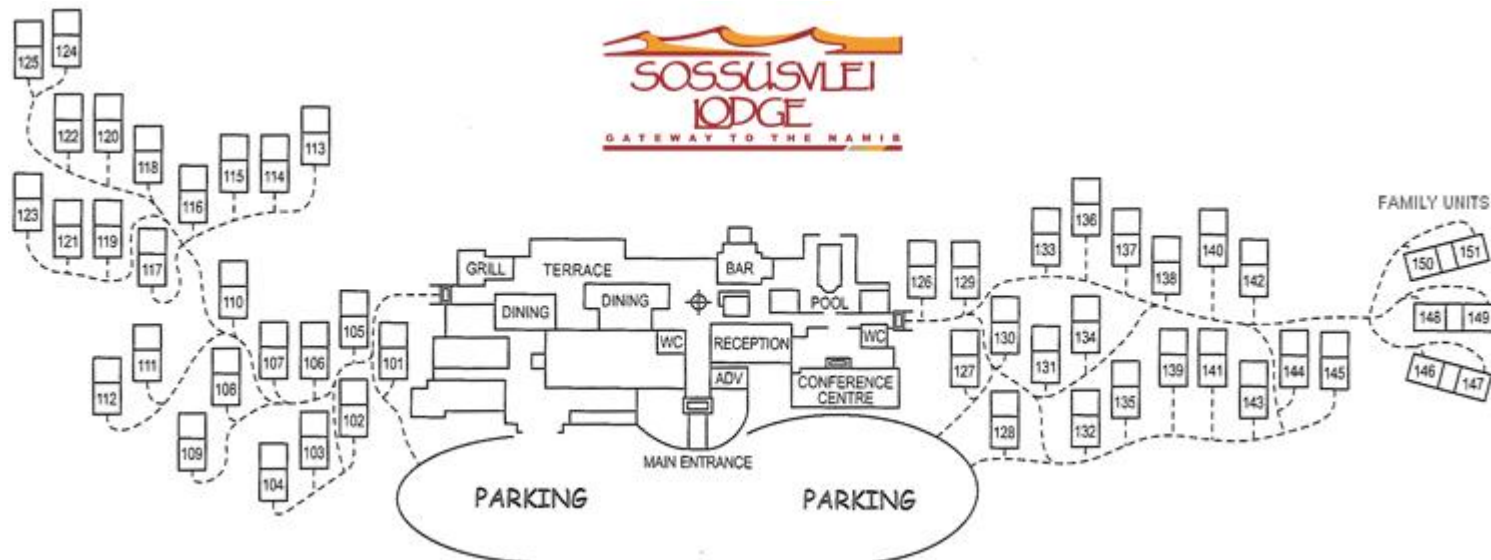 SOSSUSVLEI
LODGE
GATEWAY TO THE NAMIB
125
124
122
120
118
113
115
114
116
123
121
119
117
110
112
111
107
106
105
101
108
109
104
103
102
GRILL
TERRACE
BAR
DINING
DINING
POOL
WC
RECEPTION
WC
ADV
CONFERENCE
CENTRE
MAIN ENTRANCE
PARKING
PARKING
126
129
133
136
137
138
140
142
127
130
131
134
128
132
135
139
141
143
144
145
FAMILY UNITS
150
151
148
149
146
147